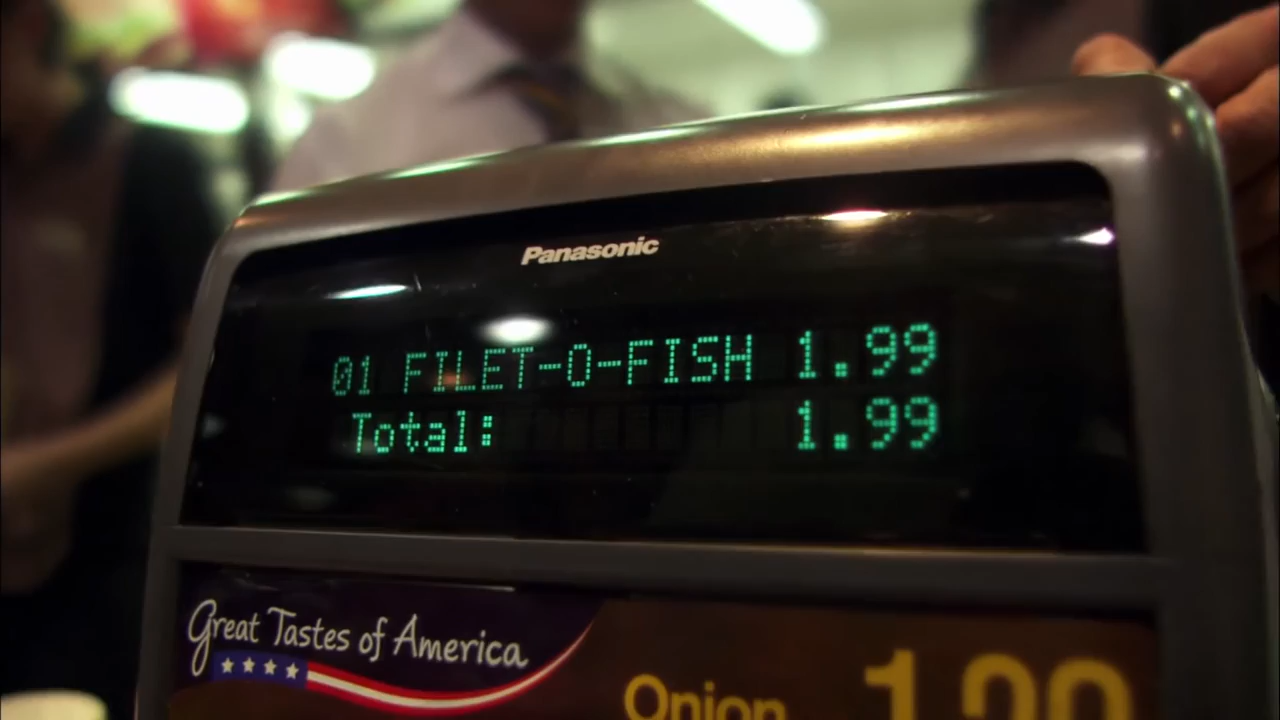 Panasonic
01 FILET-O-FISH 1.99
Total: 1.99
Great Tastes of America
Onion